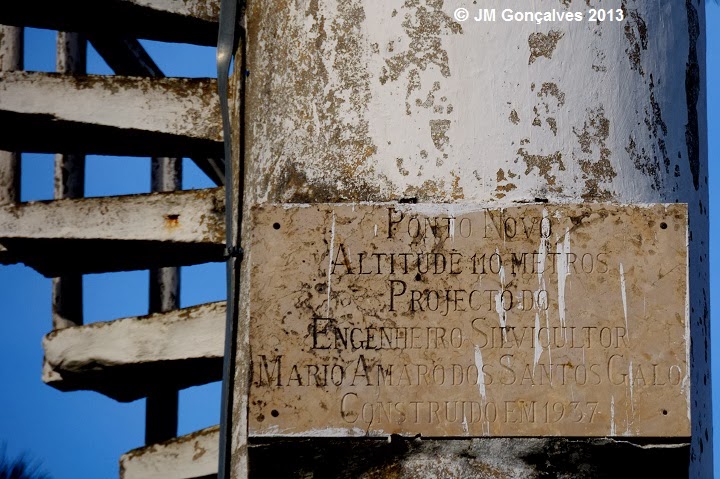 © JM Gonçalves 2013
PONTO NOVO
ALTITUDE 110 METROS
PROJECTO DO
ENGENHEIRO SILVICULTOR
MARIO AMARO DOS SANTOS GALO
CONSTRUIDO EM 1937